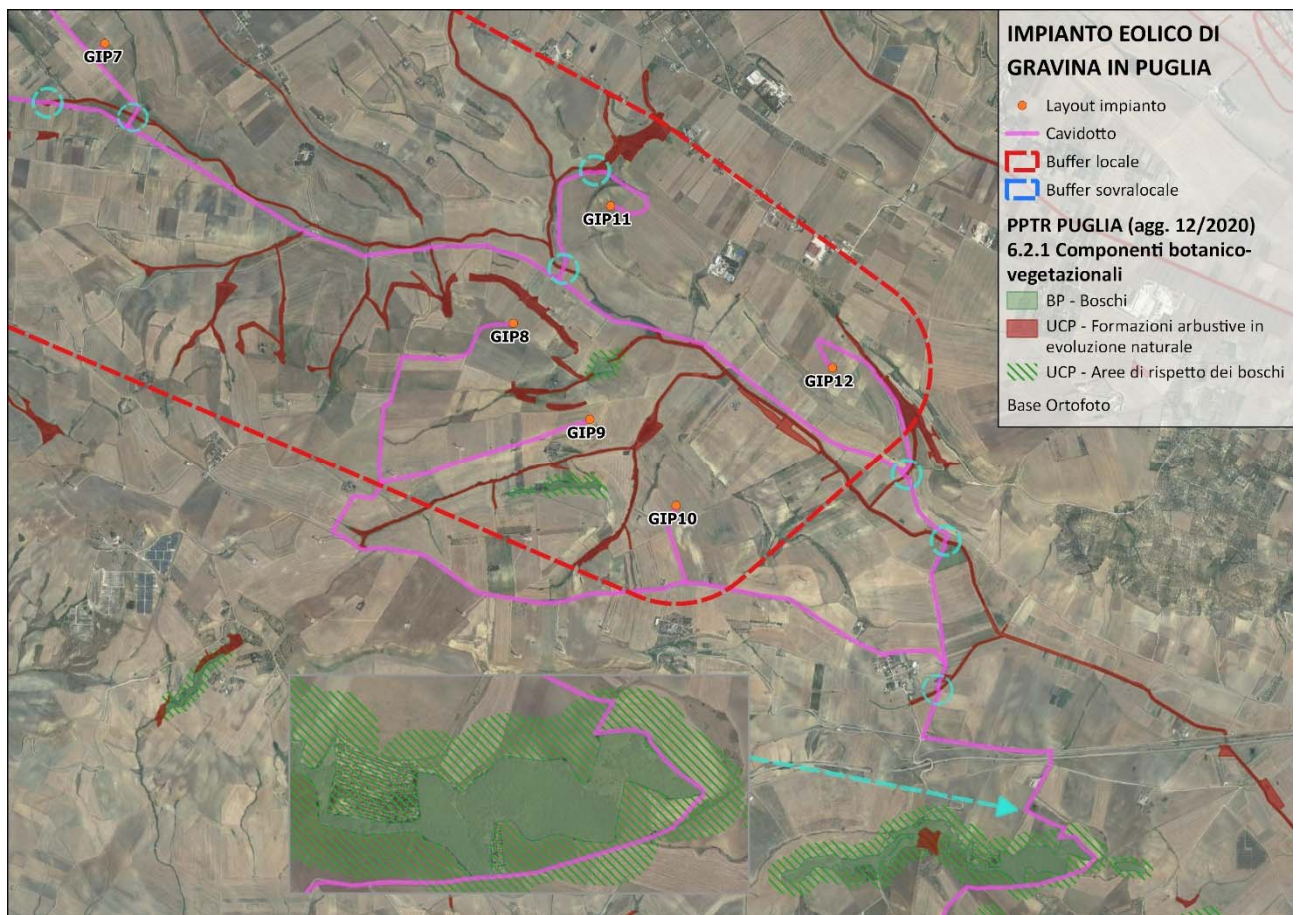 IMPIANTO EOLICO DI
GRAVINA IN PUGLIA
Layout impianto
Cavidotto
Buffer locale
Buffer sovralocale
PPTR PUGLIA (agg. 12/2020)
6.2.1 Componenti botanico-
vegetazionali
BP - Boschi
UCP - Formazioni arbustive in
evoluzione naturale
UCP - Aree di rispetto dei boschi
Base Ortofoto
GIP7
GIP11
GIP8
GIP12
GIP9
GIP10